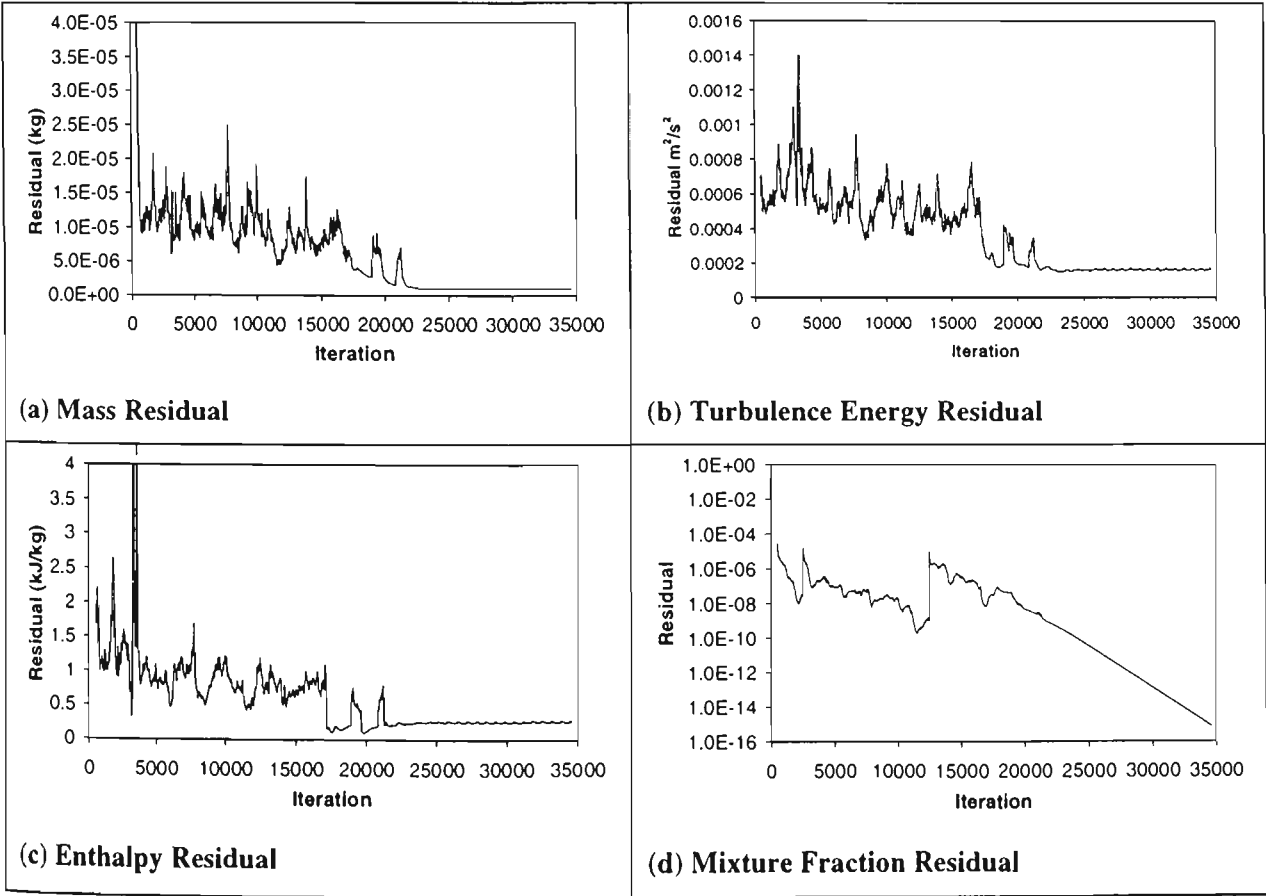 4.0E-05
3.5E-05
3.0E-05
2.5E-05
2.0E-05
1.5E-05
1.0E-05
5.0E-06
0.0E+00
Residual (kg)
0 5000 10000 15000 20000 25000 30000 35000
Iteration
(a) Mass Residual
0.0016
0.0014
0.0012
0.001
0.0008
0.0006
0.0004
0.0002
0
Residual m²/s²
0 5000 10000 15000 20000 25000 30000 35000
Iteration
(b) Turbulence Energy Residual
4
3.5
3
2.5
2
1.5
1
0.5
0
Residual (kJ/kg)
0 5000 10000 15000 20000 25000 30000 35000
Iteration
(c) Enthalpy Residual
1.0E+00
1.0E-02
1.0E-04
1.0E-06
1.0E-08
1.0E-10
1.0E-12
1.0E-14
1.0E-16
Residual
0 5000 10000 15000 20000 25000 30000 35000
Iteration
(d) Mixture Fraction Residual